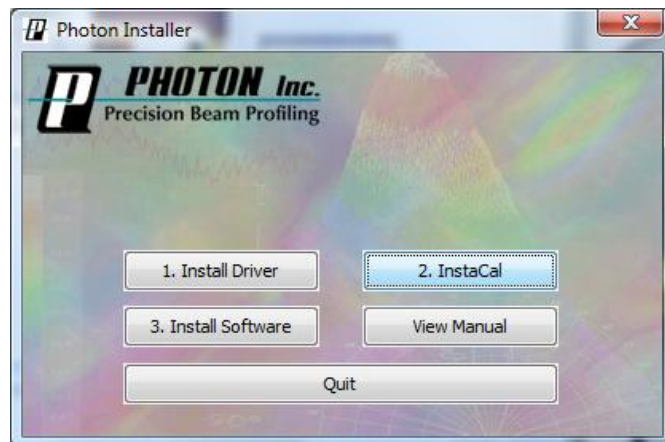 Photon Installer
PHOTON Inc.
Precision Beam Profiling
1. Install Driver
2. InstaCal
3. Install Software
View Manual
Quit